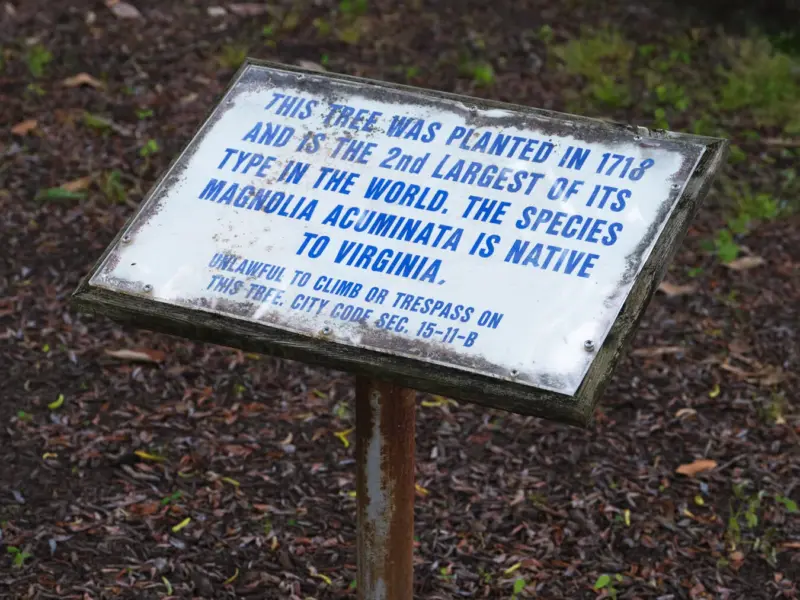 THIS TREE WAS PLANTED IN 1718
AND IS THE 2nd LARGEST OF ITS
TYPE IN THE WORLD. THE SPECIES
MAGNOLIA ACUMINATA IS NATIVE
TO VIRGINIA.
UNLAWFUL TO CLIMB OR TRESPASS ON
THIS TREE. CITY CODE SEC. 15-11-B